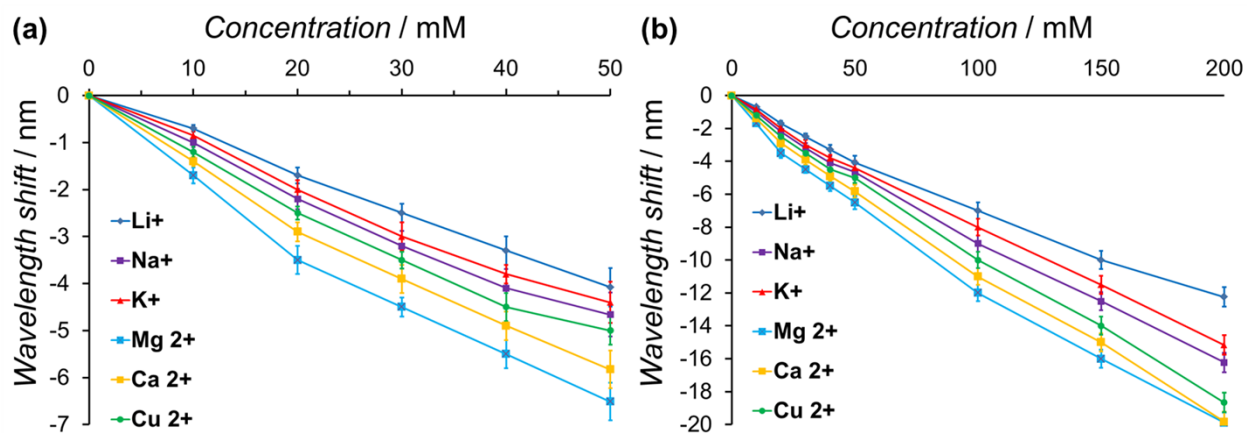 (a)
Concentration / mM
0 10 20 30 40 50
Wavelength shift / nm
0
-1
-2
-3
-4
-5
-6
-7
Li+
Na+
K+
Mg 2+
Ca 2+
Cu 2+
(b)
Concentration / mM
0 50 100 150 200
Wavelength shift / nm
0
-2
-4
-6
-8
-10
-12
-14
-16
-18
-20
Li+
Na+
K+
Mg 2+
Ca 2+
Cu 2+